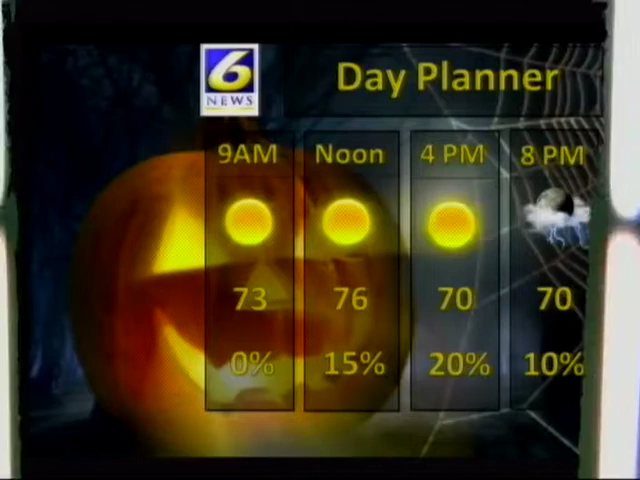 6
NEWS
Day Planner
9AM Noon 4 PM 8 PM
73 76 70 70
0% 15% 20% 10%